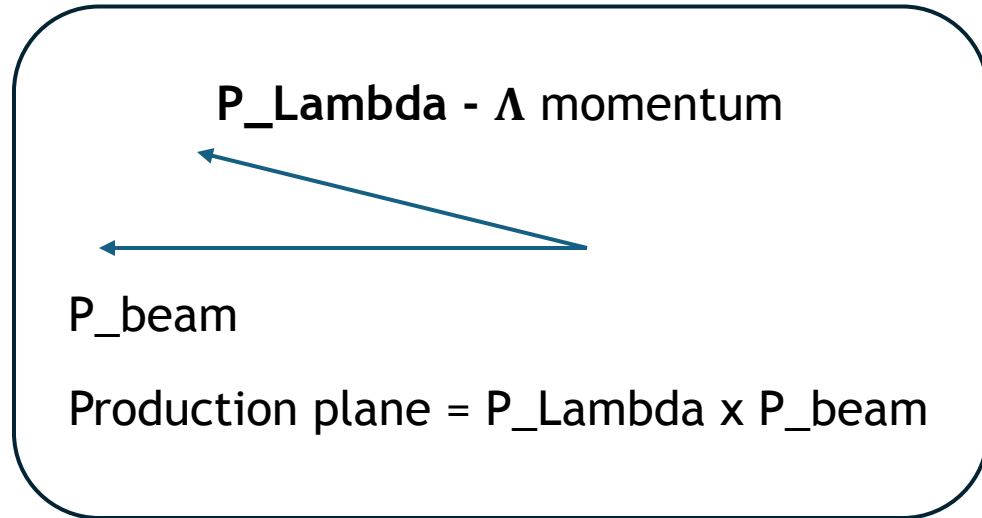 P_Lambda - Λ momentum
P_beam
Production plane = P_Lambda x P_beam